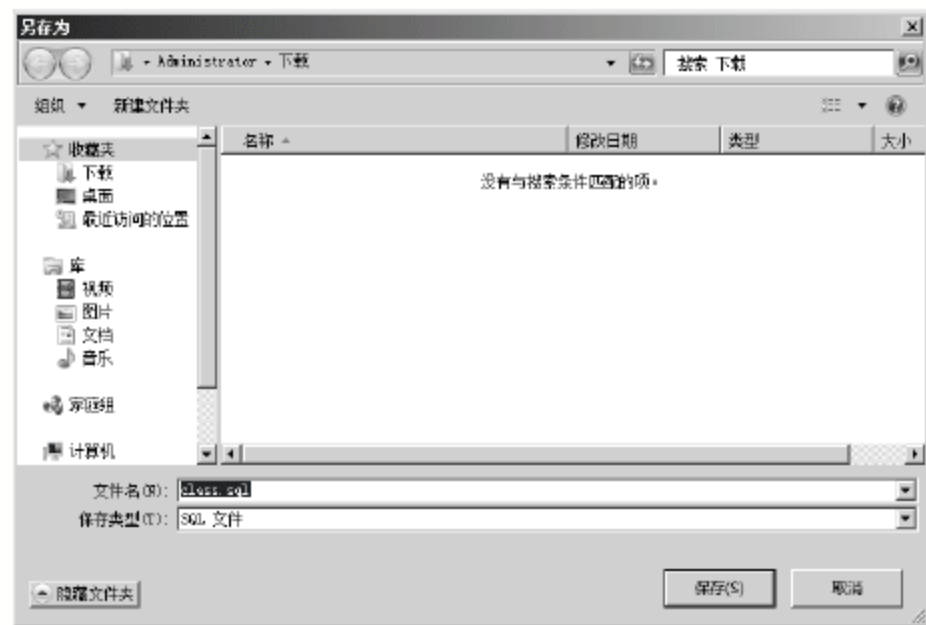 另存为
Administrator 下载
搜索 下载
组织 新建文件夹
名称 修改日期 类型 大小
没有与搜索条件匹配的项。
收藏夹
下载
桌面
最近访问的位置
库
视频
图片
文档
音乐
家庭组
计算机
文件名(N): class.sql
保存类型(T): SQL 文件
隐藏文件夹
保存(S) 取消